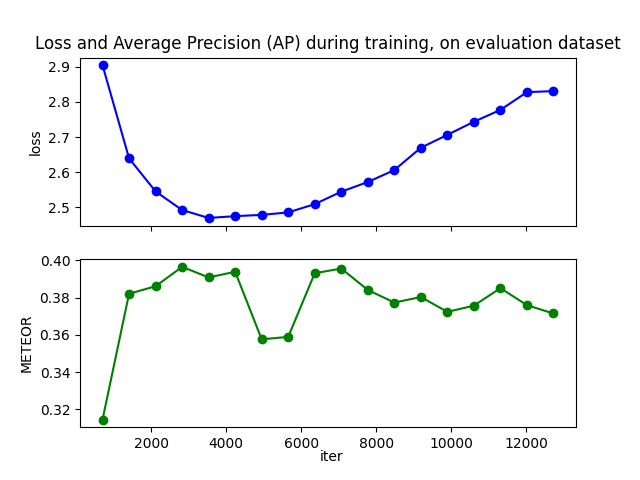 Loss and Average Precision (AP) during training, on evaluation dataset
2.9
2.8
2.7
2.6
2.5
loss
0.40
0.38
0.36
0.34
0.32
METEOR
2000 4000 6000 8000 10000 12000
iter